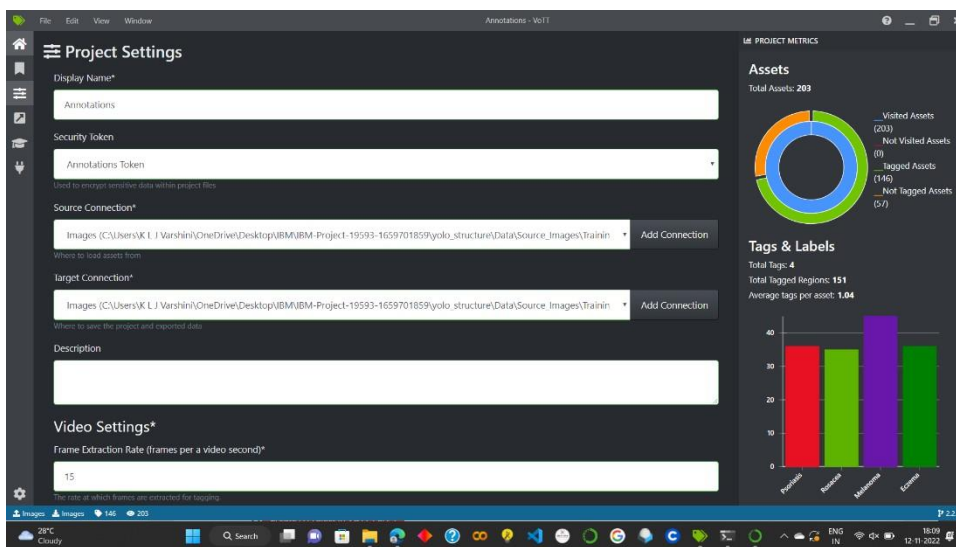 File Edit View Window
Annotations - VoTT
Project Settings
Display Name*
Annotations
Security Token
Annotations Token
Used to encrypt sensitive data within project files
Source Connection*
Images (C:\Users\K L J Varshini\OneDrive\Desktop\IBM\IBM-Project-19593-1659701859\yolo_structure\Data\Source_Images\Trainin
Add Connection
Where to load assets from
Target Connection*
Images (C:\Users\K L J Varshini\OneDrive\Desktop\IBM\IBM-Project-19593-1659701859\yolo_structure\Data\Source_Images\Trainin
Add Connection
Where to save the project and exported data
Description
Video Settings*
Frame Extraction Rate (frames per a video second)*
15
The rate at which frames are extracted for tagging.
PROJECT METRICS
Assets
Total Assets: 203
Visited Assets
(203)
Not Visited Assets
(0)
Tagged Assets
(146)
Not Tagged Assets
(57)
Tags & Labels
Total Tags: 4
Total Tagged Regions: 151
Average tags per asset: 1.04
40
30
20
10
0
Psoriasis
Rosacea
Melanoma
Eczema
Images Images 146 203
2.2.
28°C
Cloudy
Search
ENG
IN
18:09
12-11-2022